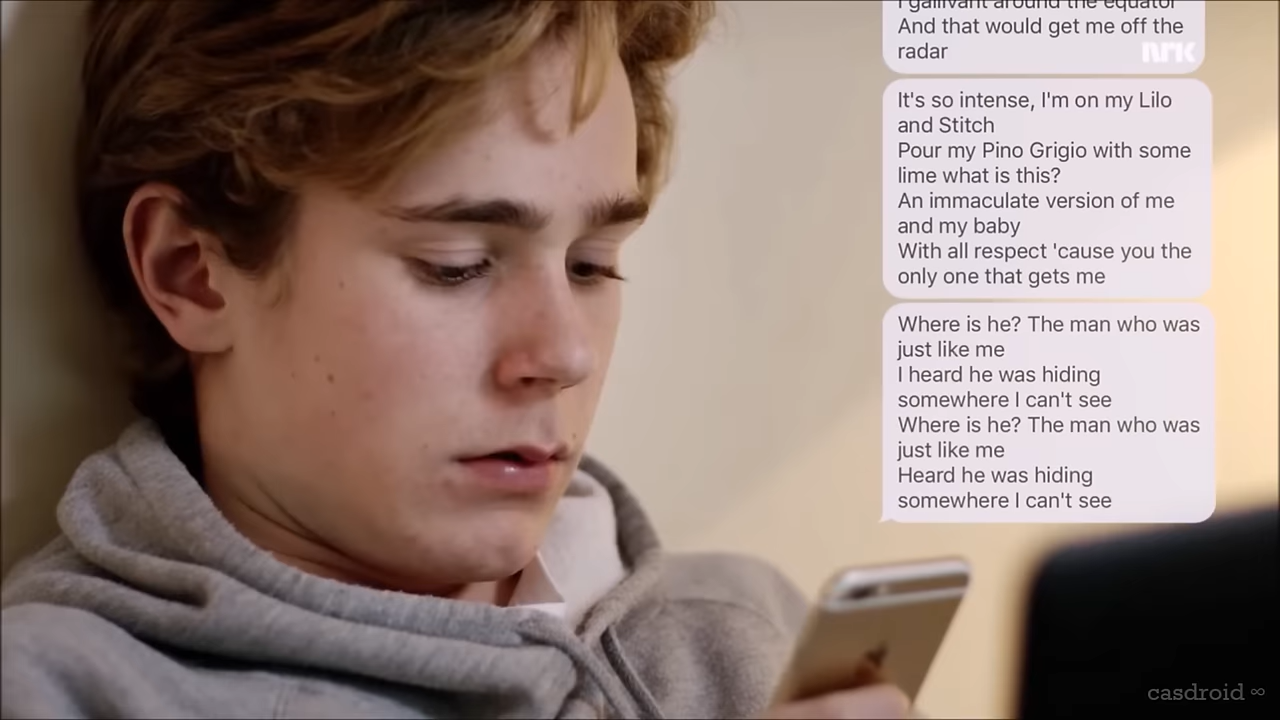 I gallivant around the equator
And that would get me off the
radar
NRK
It's so intense, I'm on my Lilo
and Stitch
Pour my Pino Grigio with some
lime what is this?
An immaculate version of me
and my baby
With all respect 'cause you the
only one that gets me
Where is he? The man who was
just like me
I heard he was hiding
somewhere I can't see
Where is he? The man who was
just like me
Heard he was hiding
somewhere I can't see
casdroid ∞